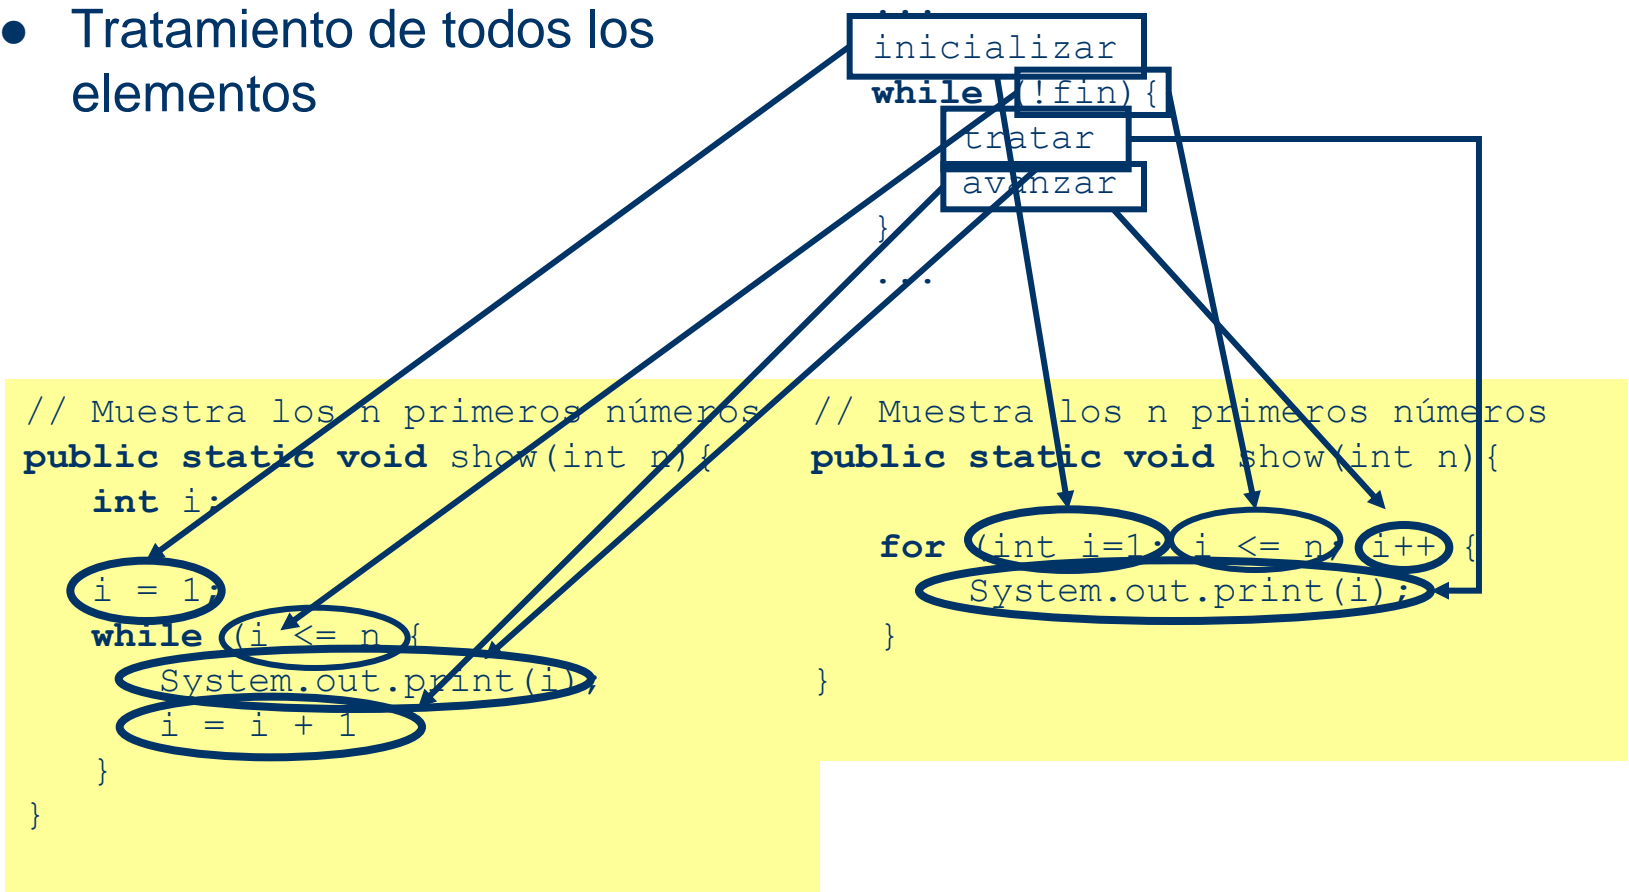 ● Tratamiento de todos los
elementos
...
inicializar
while (!fin){
tratar
avanzar
}
...
// Muestra los n primeros números
public static void show(int n){
int i;
i = 1;
while (i <= n {
System.out.print(i);
i = i + 1
}
}
// Muestra los n primeros números
public static void show(int n){
for (int i=1; i <= n; i++ {
System.out.print(i);
}
}